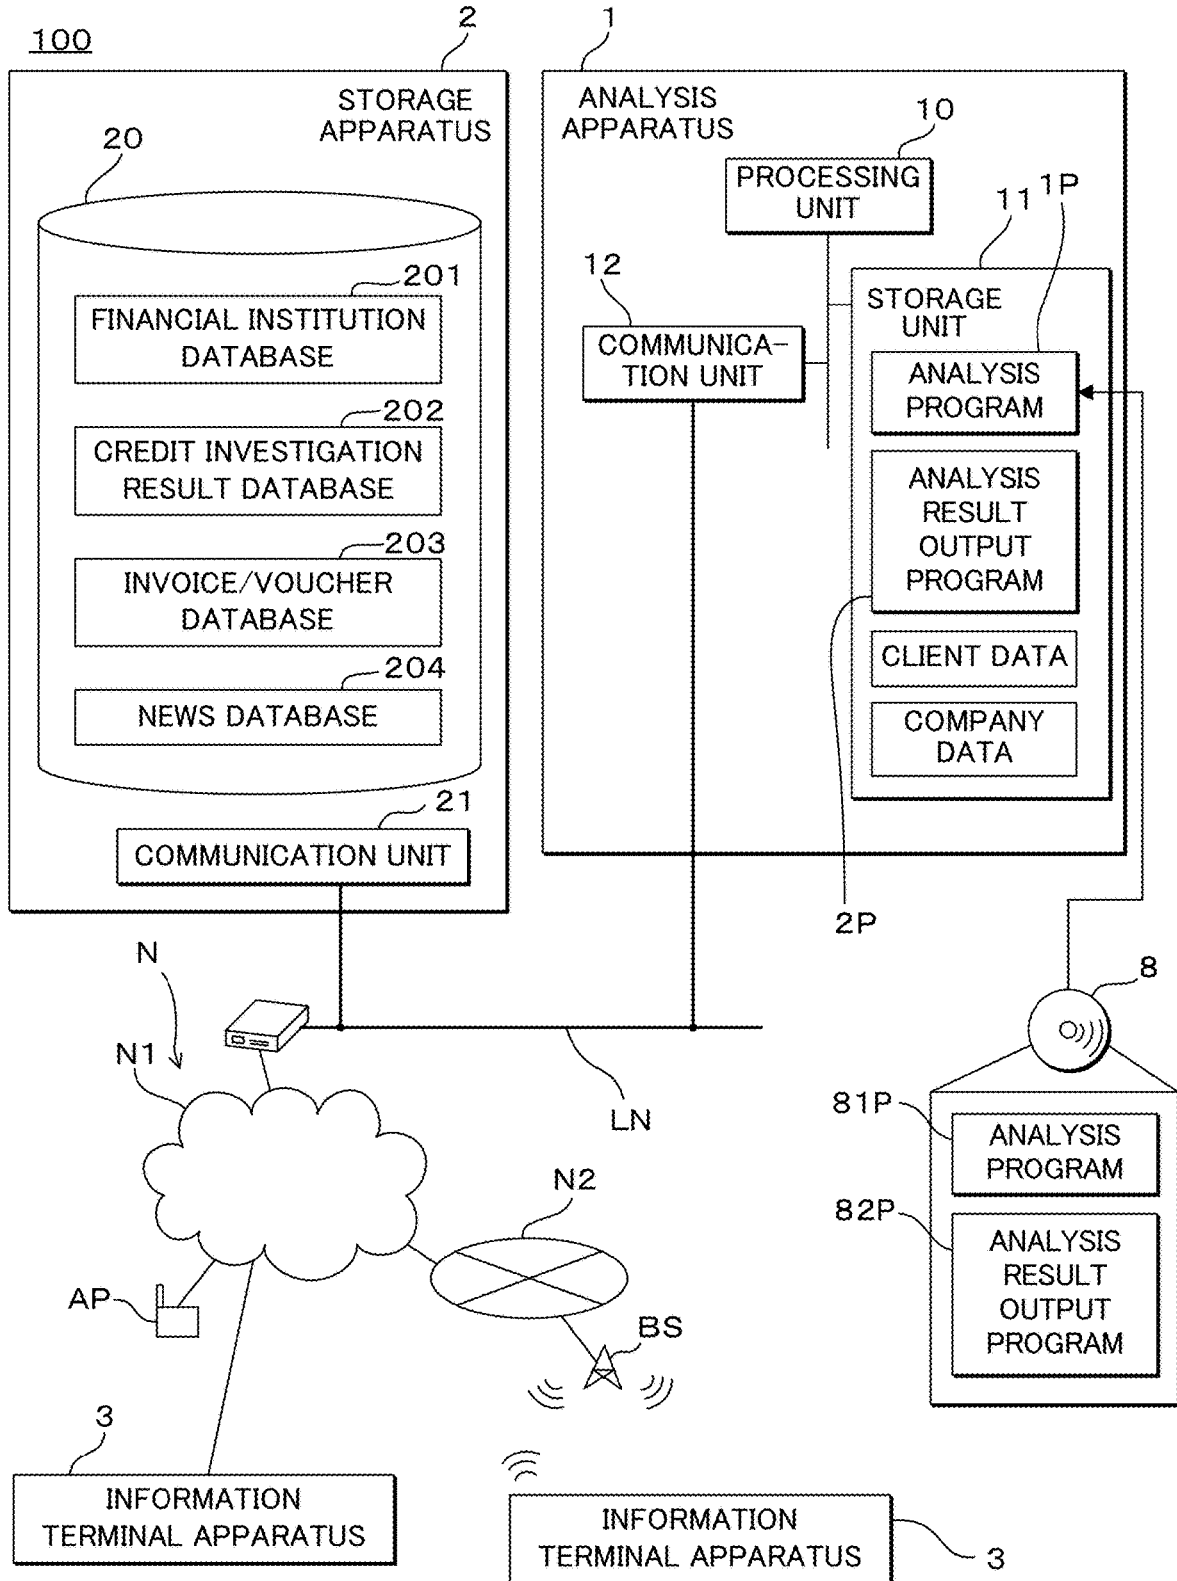 100
2
STORAGE
APPARATUS
20
201
FINANCIAL INSTITUTION
DATABASE
202
CREDIT INVESTIGATION
RESULT DATABASE
203
INVOICE/VOUCHER
DATABASE
204
NEWS DATABASE
21
COMMUNICATION UNIT
1
ANALYSIS
APPARATUS
10
PROCESSING
UNIT
12
COMMUNICA-
TION UNIT
11
1P
STORAGE
UNIT
ANALYSIS
PROGRAM
ANALYSIS
RESULT
OUTPUT
PROGRAM
CLIENT DATA
COMPANY
DATA
2P
N
N1
LN
N2
AP
BS
8
81P
ANALYSIS
PROGRAM
82P
ANALYSIS
RESULT
OUTPUT
PROGRAM
3
INFORMATION
TERMINAL APPARATUS
INFORMATION
TERMINAL APPARATUS
3